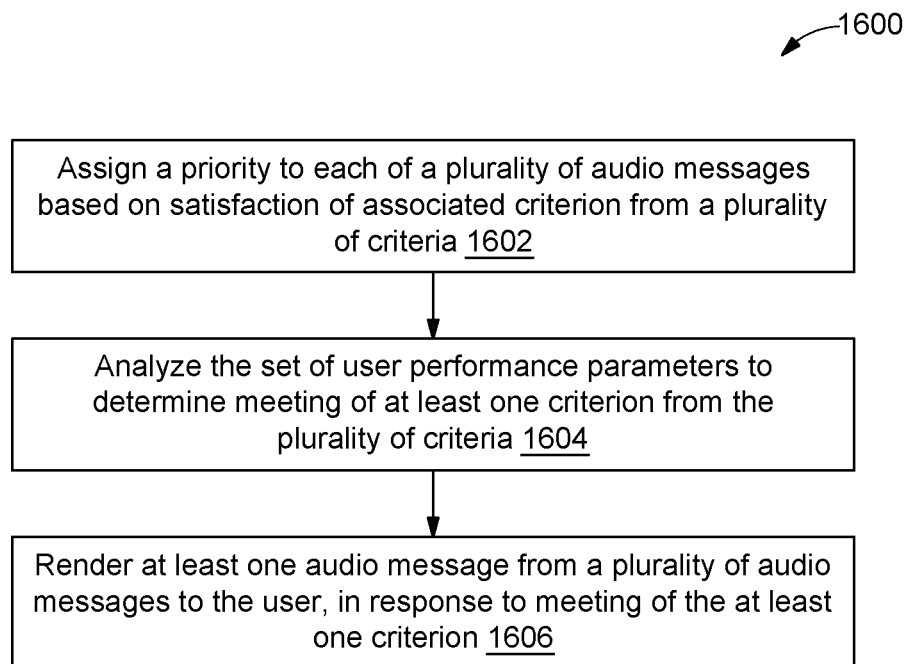 1600
Assign a priority to each of a plurality of audio messages
based on satisfaction of associated criterion from a plurality
of criteria 1602
Analyze the set of user performance parameters to
determine meeting of at least one criterion from the
plurality of criteria 1604
Render at least one audio message from a plurality of audio
messages to the user, in response to meeting of the at least
one criterion 1606